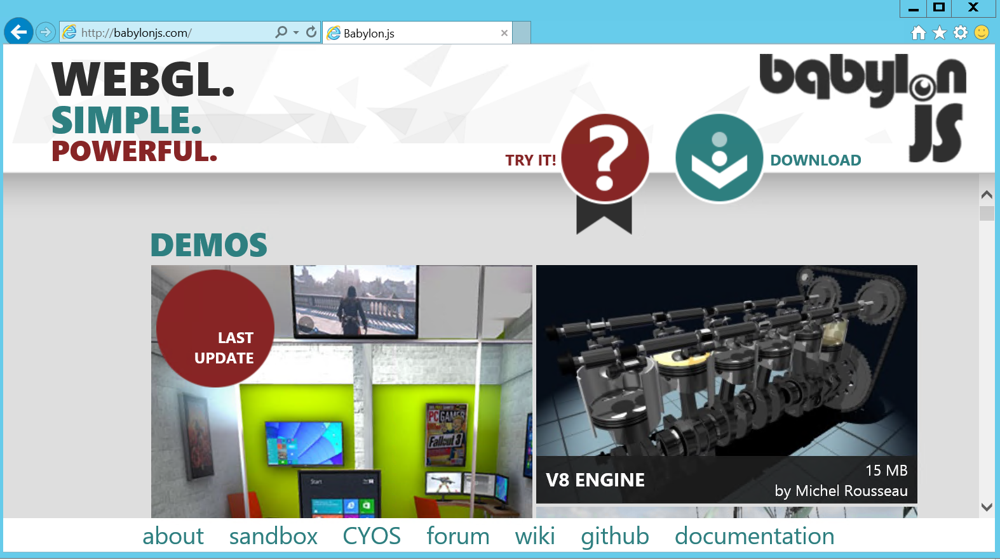 http://babylonjs.com/
Babylon.js
WEBGL.
SIMPLE.
POWERFUL.
babylon
JS
TRY IT!
?
DOWNLOAD
DEMOS
LAST
UPDATE
PC GAMER
Fallout 3
Start
V8 ENGINE
15 MB
by Michel Rousseau
about sandbox CYOS forum wiki github documentation